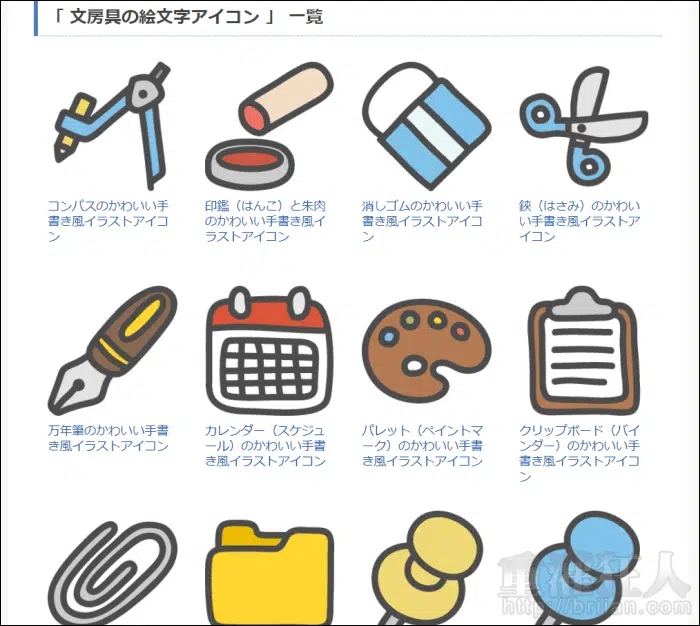 「 文房具の絵文字アイコン 」 一覧
コンパスのかわいい手
書き風イラストアイコ
ン
印鑑（はんこ）と朱肉
のかわいい手書き風イ
ラストアイコン
消しゴムのかわいい手
書き風イラストアイコ
ン
鋏（はさみ）のかわい
い手書き風イラストア
イコン
万年筆のかわいい手書
き風イラストアイコン
カレンダー（スケジュ
ール）のかわいい手書
き風イラストアイコン
パレット（ペイントマ
ーク）のかわいい手書
き風イラストアイコン
クリップボード（バイ
ンダー）のかわいい手
書き風イラストアイコ
ン
重灌狂人
http://briian.com